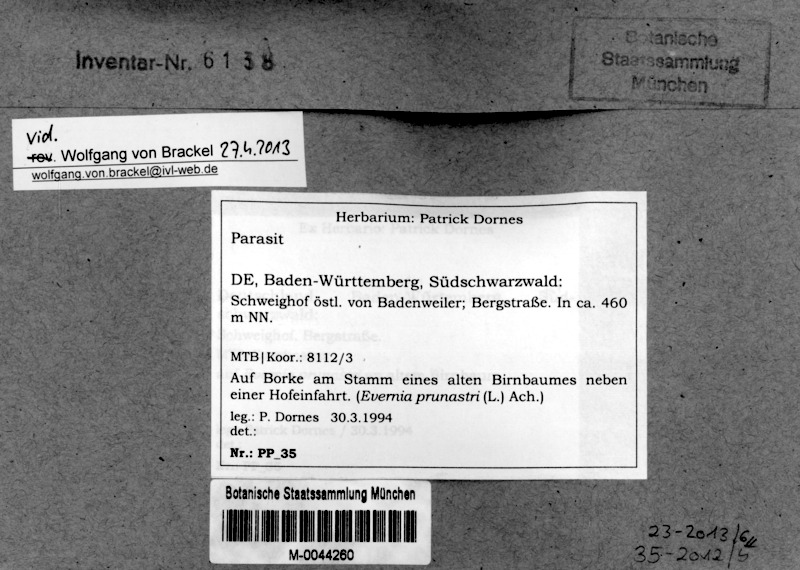 Inventar-Nr. 6138
Botanische
Staatssammlung
München
Vid.
rev. Wolfgang von Brackel 27.4.2013
wolfgang.von.brackel@ivl-web.de
Herbarium: Patrick Dornes
Parasit
DE, Baden-Württemberg, Südschwarzwald:
Schweighof östl. von Badenweiler; Bergstraße. In ca. 460
m NN.
MTB|Koor.: 8112/3
Auf Borke am Stamm eines alten Birnbaumes neben
einer Hofeinfahrt. (Evernia prunastri (L.) Ach.)
leg.: P. Dornes 30.3.1994
det.:
Nr.: PP_35
Botanische Staatssammlung München
M-0044260
23-2013/6
35-2012/5